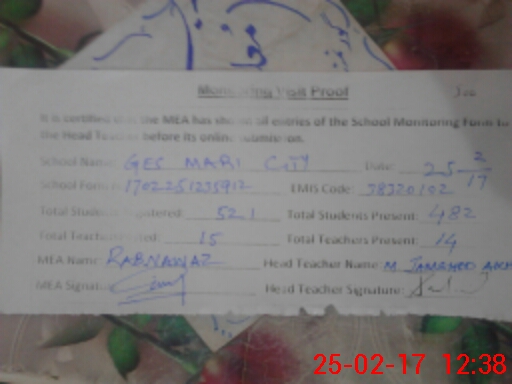 Monitoring Visit Proof
It is certified that the MEA has shown all entries of the School Monitoring Form to
the Head Teacher before its online submission.
School Name: GES MARI CITY Date: 25-2-17
School Form 1702251235912 EMIS Code: 38320102
Total Students Registered: 521 Total Students Present: 482
Total Teachers Posted: 15 Total Teachers Present: 14
MEA Name: RABNAWAZ Head Teacher Name: M. JAMSHED
MEA Signature: Head Teacher Signature:
25-02-17 12:38